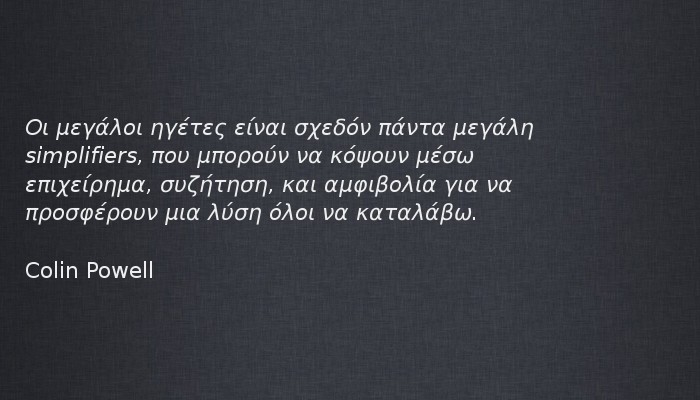 Οι μεγάλοι ηγέτες είναι σχεδόν πάντα μεγάλη
simplifiers, που μπορούν να κόψουν μέσω
επιχείρημα, συζήτηση, και αμφιβολία για να
προσφέρουν μια λύση όλοι να καταλάβω.
Colin Powell